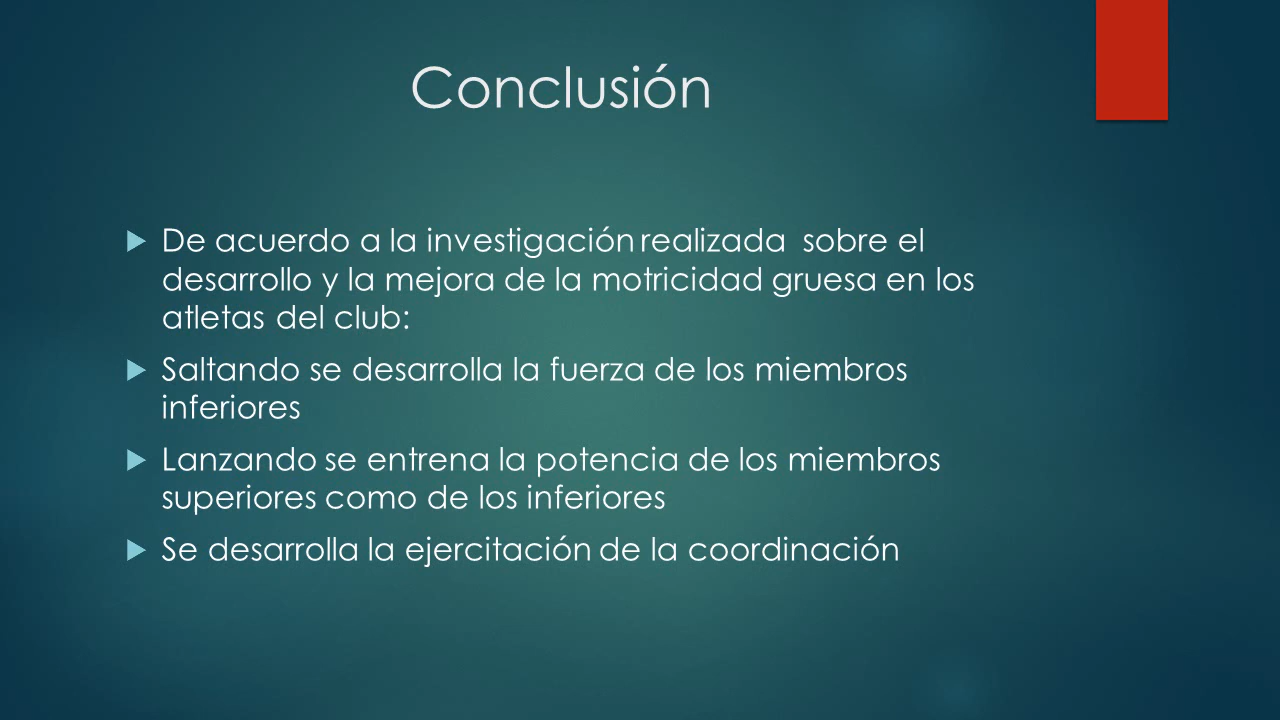 Conclusión
De acuerdo a la investigación realizada sobre el
desarrollo y la mejora de la motricidad gruesa en los
atletas del club:
Saltando se desarrolla la fuerza de los miembros
inferiores
Lanzando se entrena la potencia de los miembros
superiores como de los inferiores
Se desarrolla la ejercitación de la coordinación